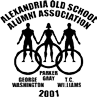 ALEXANDRIA OLD SCHOOL
ALUMNI ASSOCIATION
PARKER
GRAY
GEORGE
WASHINGTON
T.C.
WILLIAMS
2001